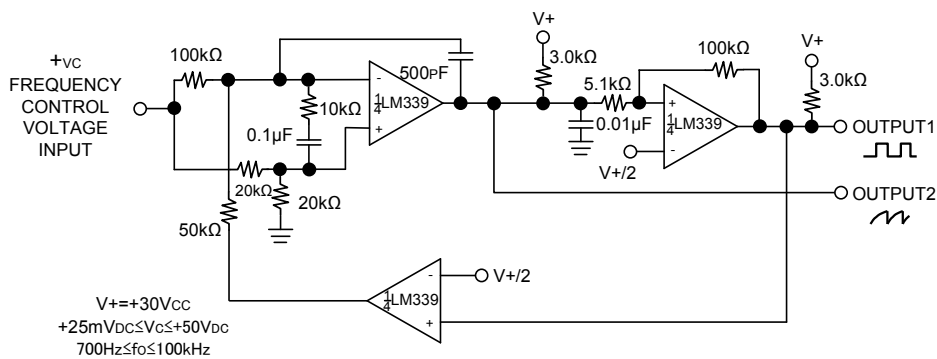 +VC
FREQUENCY
CONTROL
VOLTAGE
INPUT
100kΩ
10kΩ
0.1µF
20kΩ
20kΩ
50kΩ
-
1/4 LM339
+
500PF
V+
3.0kΩ
5.1kΩ
0.01µF
100kΩ
+
1/4 LM339
-
V+/2
V+
3.0kΩ
OUTPUT1
OUTPUT2
-
1/4 LM339
+
V+/2
V+=+30VCC
+25mVDC≤VC≤+50VDC
700Hz≤fO≤100kHz